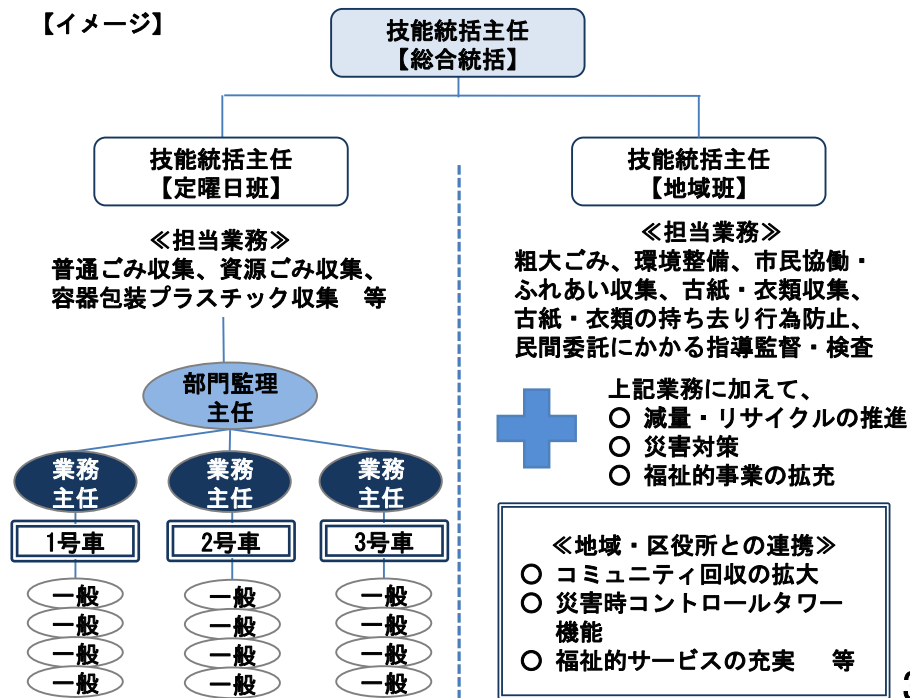 【イメージ】
技能統括主任
【総合統括】
技能統括主任
【定曜日班】
≪担当業務≫
普通ごみ収集、資源ごみ収集、
容器包装プラスチック収集　等
部門監理
主任
業務
主任
業務
主任
業務
主任
1号車
2号車
3号車
一般
一般
一般
一般
一般
一般
一般
一般
一般
一般
一般
一般
技能統括主任
【地域班】
≪担当業務≫
粗大ごみ、環境整備、市民協働・
ふれあい収集、古紙・衣類収集、
古紙・衣類の持ち去り行為防止、
民間委託にかかる指導監督・検査
上記業務に加えて、
○ 減量・リサイクルの推進
○ 災害対策
○ 福祉的事業の拡充
≪地域・区役所との連携≫
○ コミュニティ回収の拡大
○ 災害時コントロールタワー
機能
○ 福祉的サービスの充実　等